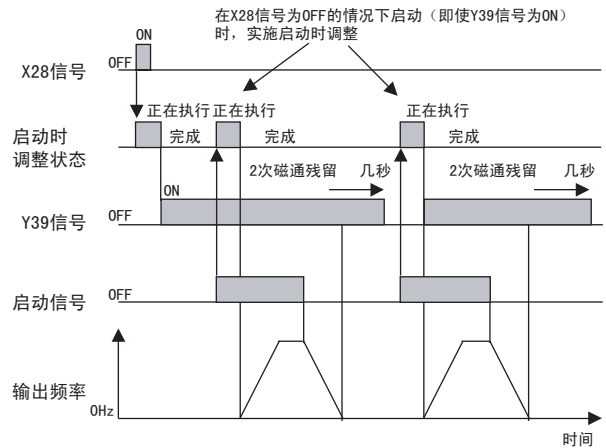 在X28信号为OFF的情况下启动（即使Y39信号为ON）
时，实施启动时调整
ON
OFF
X28信号
正在执行 正在执行 正在执行
启动时
调整状态
完成 完成 完成
2次磁通残留 几秒 2次磁通残留 几秒
ON
Y39信号 OFF
启动信号 OFF
输出频率
0Hz
时间